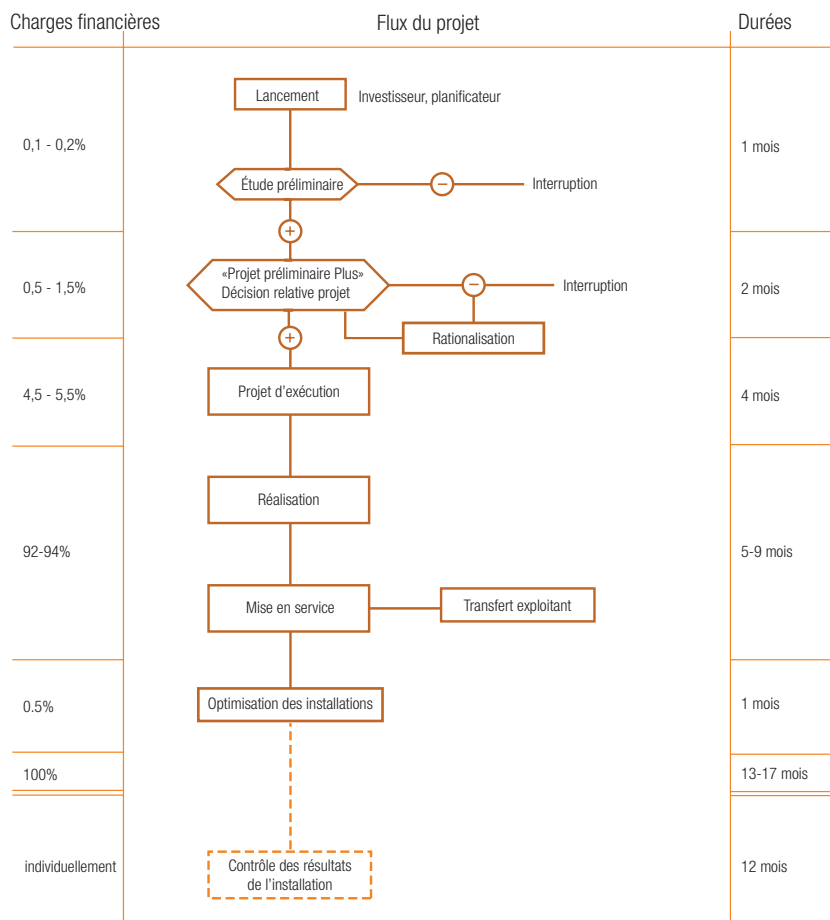 Charges financières
Flux du projet
Durées
Lancement
Investisseur, planificateur
0,1 - 0,2%
1 mois
Étude préliminaire
−
Interruption
+
«Projet préliminaire Plus»
Décision relative projet
−
Interruption
0,5 - 1,5%
2 mois
Rationalisation
+
Projet d'exécution
4,5 - 5,5%
4 mois
Réalisation
92-94%
5-9 mois
Mise en service
Transfert exploitant
Optimisation des installations
0.5%
1 mois
100%
13-17 mois
individuellement
Contrôle des résultats
de l'installation
12 mois